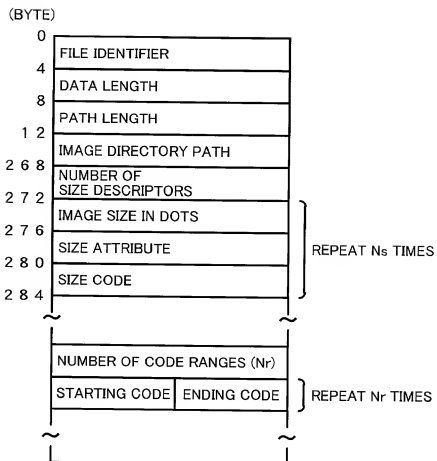 (BYTE)
0
FILE IDENTIFIER
4
DATA LENGTH
8
PATH LENGTH
12
IMAGE DIRECTORY PATH
268
NUMBER OF
SIZE DESCRIPTORS
272
IMAGE SIZE IN DOTS
276
SIZE ATTRIBUTE
REPEAT Ns TIMES
280
SIZE CODE
284
NUMBER OF CODE RANGES (Nr)
STARTING CODE ENDING CODE REPEAT Nr TIMES